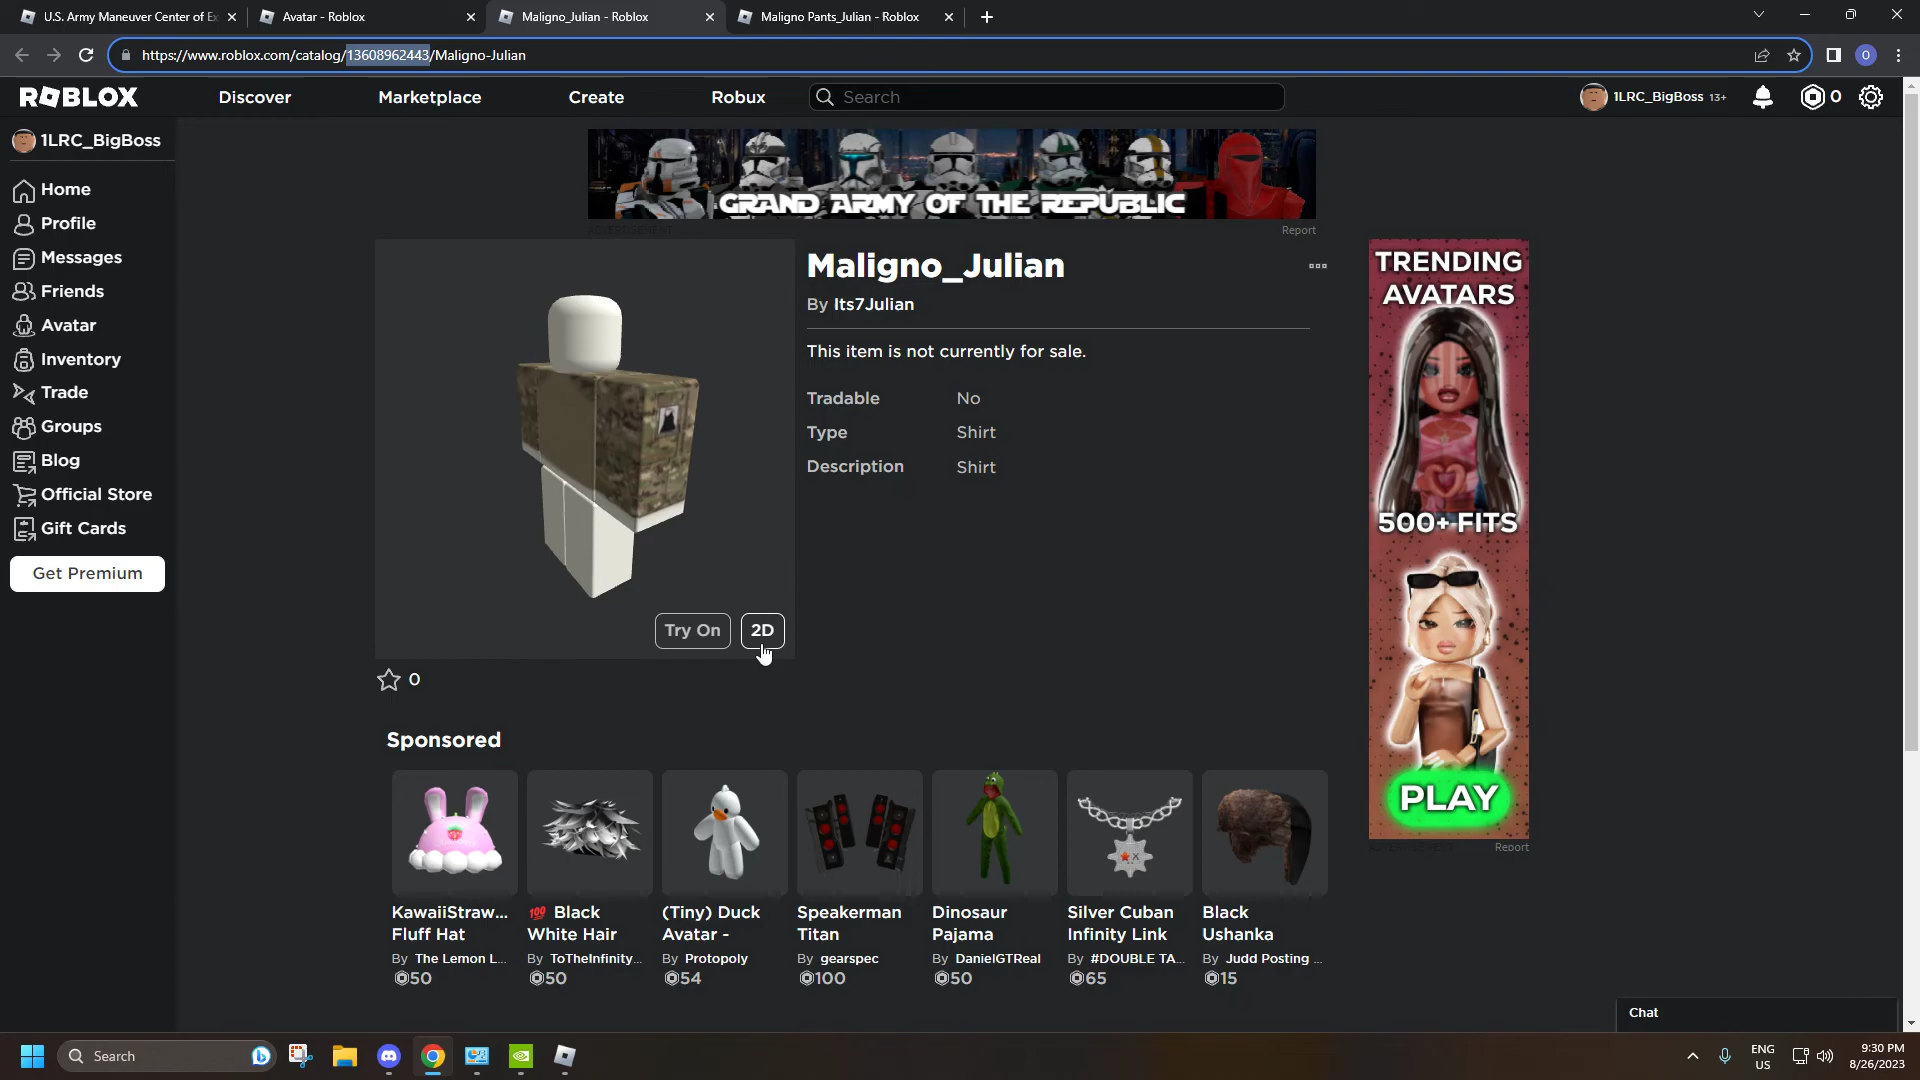 U.S. Army Maneuver Center of Ex
Avatar - Roblox
Maligno_Julian - Roblox
Maligno Pants_Julian - Roblox
https://www.roblox.com/catalog/13608962443/Maligno-Julian
O
ROBLOX
Discover
Marketplace
Create
Robux
Search
1LRC_BigBoss 13+
0
1LRC_BigBoss
Home
Profile
Messages
Friends
Avatar
Inventory
Trade
Groups
Blog
Official Store
Gift Cards
Get Premium
GRAND ARMY OF THE REPUBLIC
ADVERTISEMENT
Report
Maligno_Julian
By Its7Julian
This item is not currently for sale.
Tradable No
Type Shirt
Description Shirt
Try On
2D
0
TRENDING
AVATARS
500+ FITS
PLAY
ADVERTISEMENT
Report
Sponsored
KawaiiStraw...
Fluff Hat
By The Lemon L...
50
💯 Black
White Hair
By ToTheInfinity...
50
(Tiny) Duck
Avatar -
By Protopoly
54
Speakerman
Titan
By gearspec
100
Dinosaur
Pajama
By DanielGTReal
50
Silver Cuban
Infinity Link
By #DOUBLE TA...
65
Black
Ushanka
By Judd Posting ...
15
Chat
Search
ENG
US
9:30 PM
8/26/2023